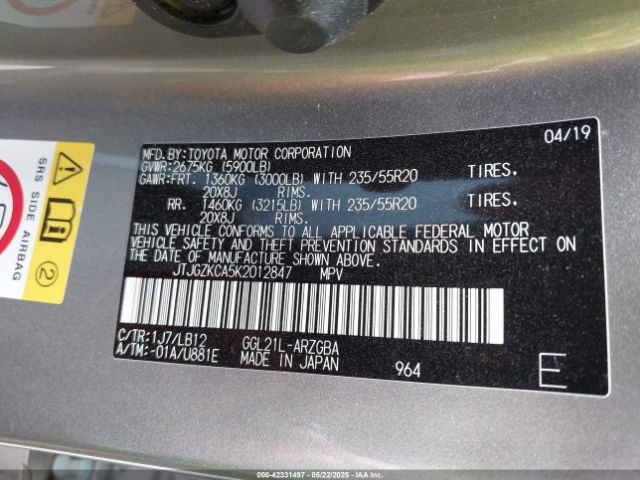 04/19
MFD. BY:TOYOTA MOTOR CORPORATION
GVWR:2675KG (5900LB)
GAWR:FRT. 1360KG (3000LB) WITH 235/55R20 TIRES.
20X8J RIMS.
RR. 1460KG (3215LB) WITH 235/55R20 TIRES.
20X8J RIMS.
THIS VEHICLE CONFORMS TO ALL APPLICABLE FEDERAL MOTOR
VEHICLE SAFETY AND THEFT PREVENTION STANDARDS IN EFFECT ON
THE DATE OF MANUFACTURE SHOWN ABOVE.
JTJGZKCA5K2012847 MPV
C/TR:1J7/LB12 GGL21L-ARZGBA
A/TM:-01A/U881E MADE IN JAPAN 964 E
SRS SIDE AIRBAG
2
000-42331497 - 05/22/2025 - IAAI.COM